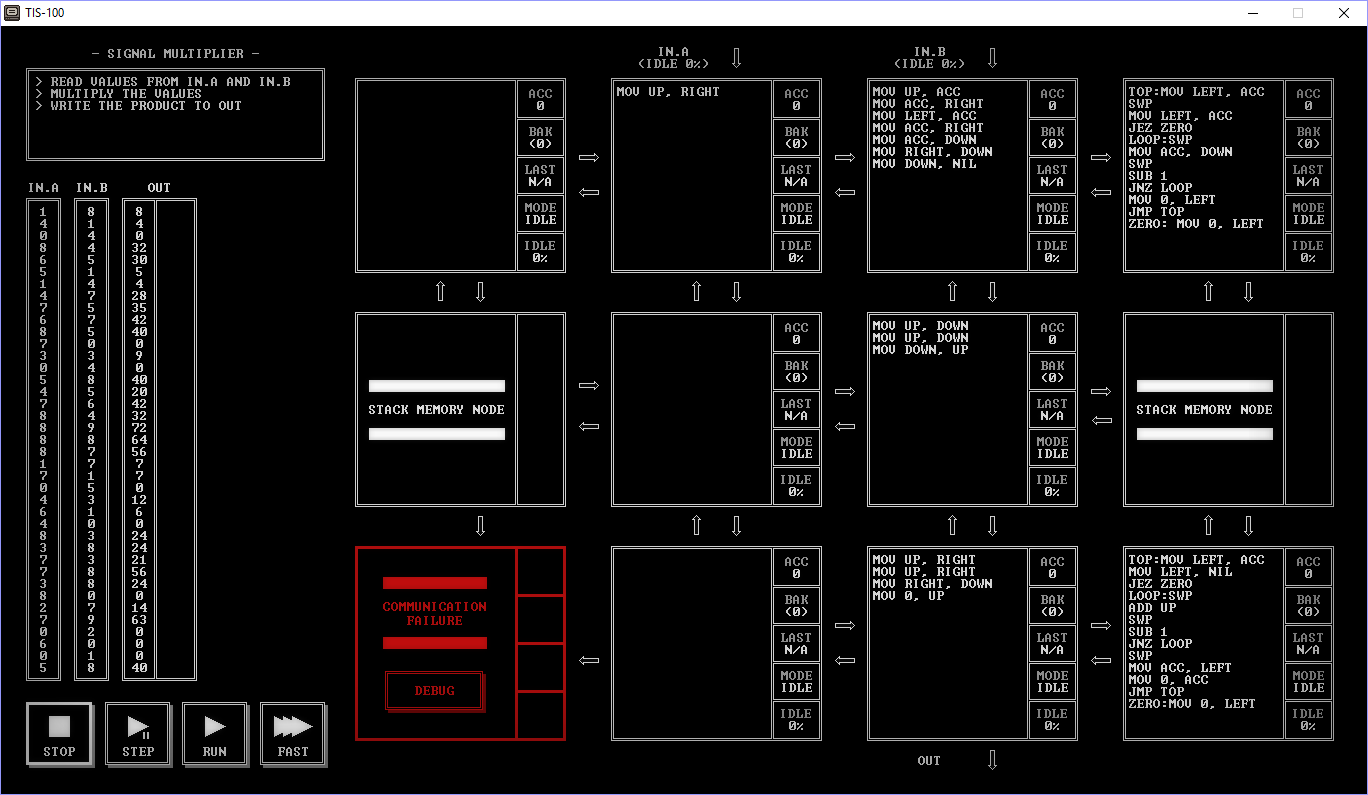 TIS-100
- SIGNAL MULTIPLIER -
> READ VALUES FROM IN.A AND IN.B
> MULTIPLY THE VALUES
> WRITE THE PRODUCT TO OUT
IN.A IN.B OUT
1 8 8
4 1 4
0 4 0
8 4 32
6 5 30
5 1 5
1 4 4
4 7 28
7 5 35
6 7 42
8 5 40
7 0 0
3 3 9
0 4 0
5 8 40
4 5 20
7 6 42
8 4 32
8 9 72
8 8 64
8 7 56
1 7 7
7 1 7
0 5 0
4 3 12
6 1 6
4 0 0
8 3 24
3 8 24
7 3 21
7 8 56
3 8 24
8 0 0
2 7 14
7 9 63
0 2 0
6 0 0
0 1 0
5 8 40
STOP
STEP
RUN
FAST
IN.A
(IDLE 0%)
IN.B
(IDLE 0%)
ACC
0
BAK
(0)
LAST
N/A
MODE
IDLE
IDLE
0%
MOV UP, RIGHT
ACC
0
BAK
(0)
LAST
N/A
MODE
IDLE
IDLE
0%
MOV UP, ACC
MOV ACC, RIGHT
MOV LEFT, ACC
MOV ACC, RIGHT
MOV ACC, DOWN
MOV RIGHT, DOWN
MOV DOWN, NIL
ACC
0
BAK
(0)
LAST
N/A
MODE
IDLE
IDLE
0%
TOP:MOV LEFT, ACC
SWP
MOV LEFT, ACC
JEZ ZERO
LOOP:SWP
MOV ACC, DOWN
SWP
SUB 1
JNZ LOOP
MOV 0, LEFT
JMP TOP
ZERO: MOV 0, LEFT
ACC
0
BAK
(0)
LAST
N/A
MODE
IDLE
IDLE
0%
STACK MEMORY NODE
ACC
0
BAK
(0)
LAST
N/A
MODE
IDLE
IDLE
0%
MOV UP, DOWN
MOV UP, DOWN
MOV DOWN, UP
ACC
0
BAK
(0)
LAST
N/A
MODE
IDLE
IDLE
0%
STACK MEMORY NODE
COMMUNICATION
FAILURE
DEBUG
ACC
0
BAK
(0)
LAST
N/A
MODE
IDLE
IDLE
0%
MOV UP, RIGHT
MOV UP, RIGHT
MOV RIGHT, DOWN
MOV 0, UP
ACC
0
BAK
(0)
LAST
N/A
MODE
IDLE
IDLE
0%
TOP:MOV LEFT, ACC
MOV LEFT, NIL
JEZ ZERO
LOOP:SWP
ADD UP
SWP
SUB 1
JNZ LOOP
SWP
MOV ACC, LEFT
MOV 0, ACC
JMP TOP
ZERO:MOV 0, LEFT
ACC
0
BAK
(0)
LAST
N/A
MODE
IDLE
IDLE
0%
OUT